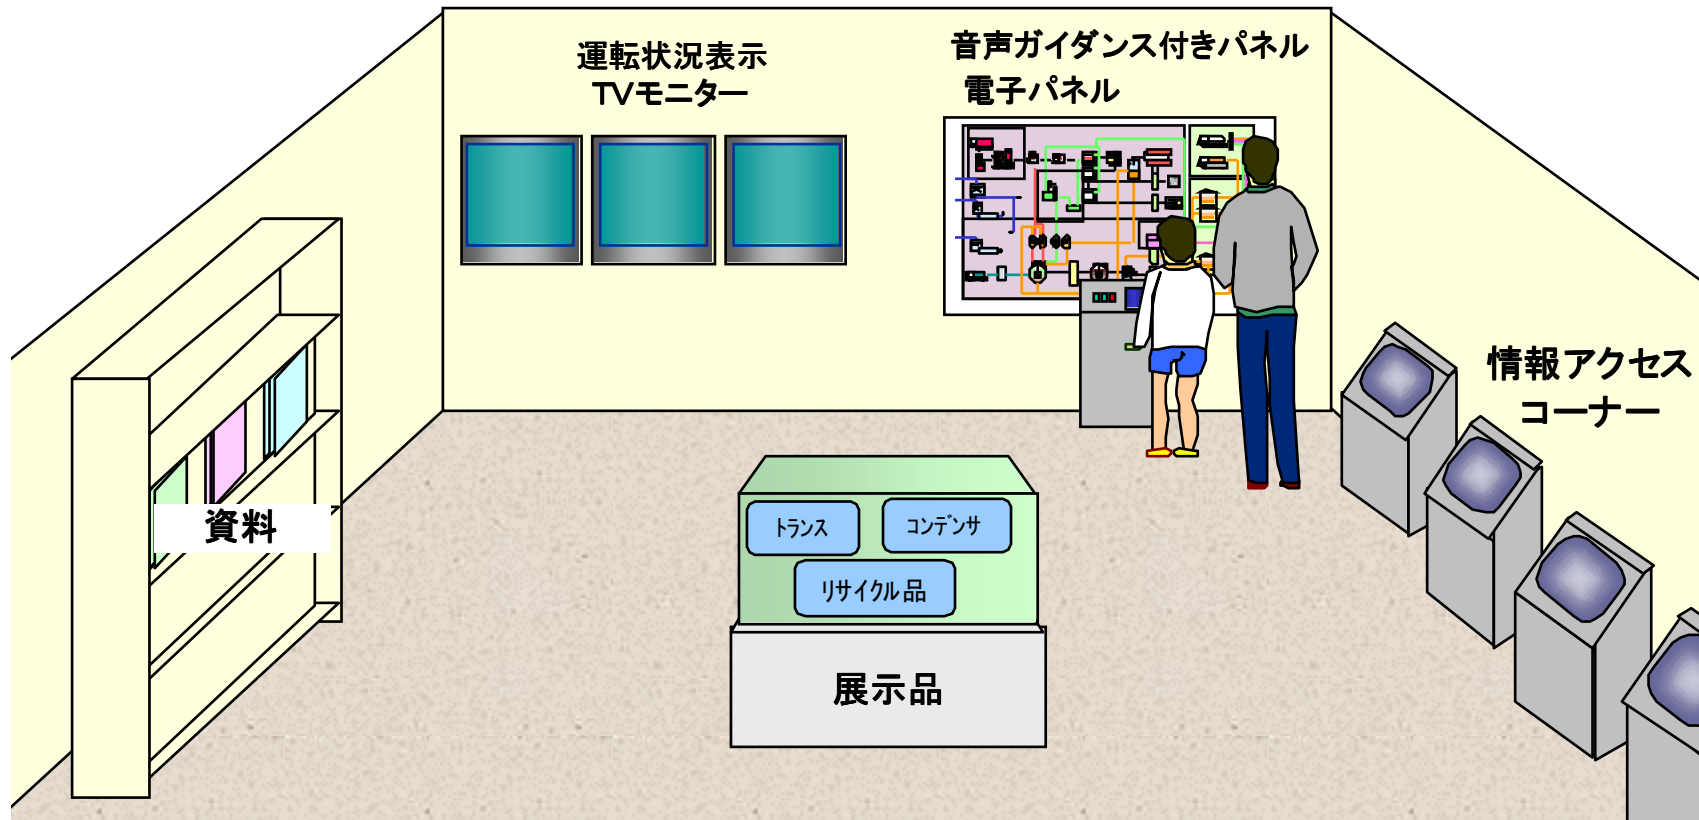 運転状況表示
TVモニター
音声ガイダンス付きパネル
電子パネル
情報アクセス
コーナー
資料
トランス
コンデンサ
リサイクル品
展示品